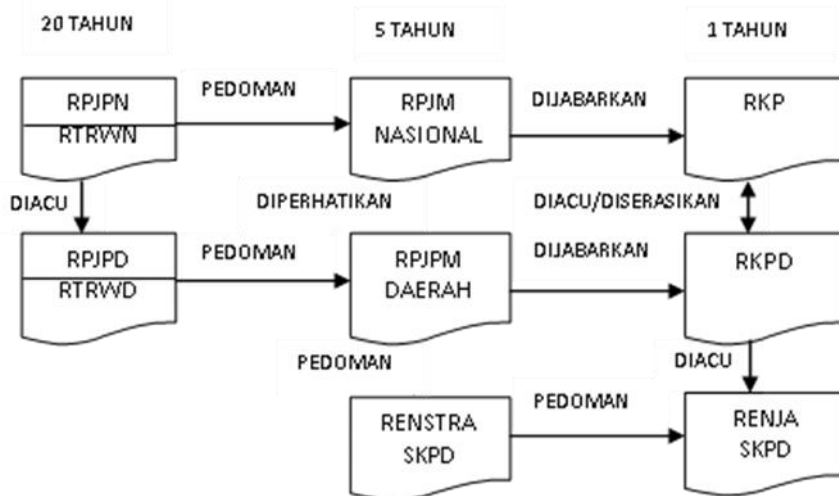 20 TAHUN
5 TAHUN
1 TAHUN
RPJPN
RTRWN
PEDOMAN
RPJM
NASIONAL
DIJABARKAN
RKP
DIACU
DIPERHATIKAN
DIACU/DISERASIKAN
RPJPD
RTRWD
PEDOMAN
RPJPM
DAERAH
DIJABARKAN
RKPD
PEDOMAN
DIACU
RENSTRA
SKPD
PEDOMAN
RENJA
SKPD